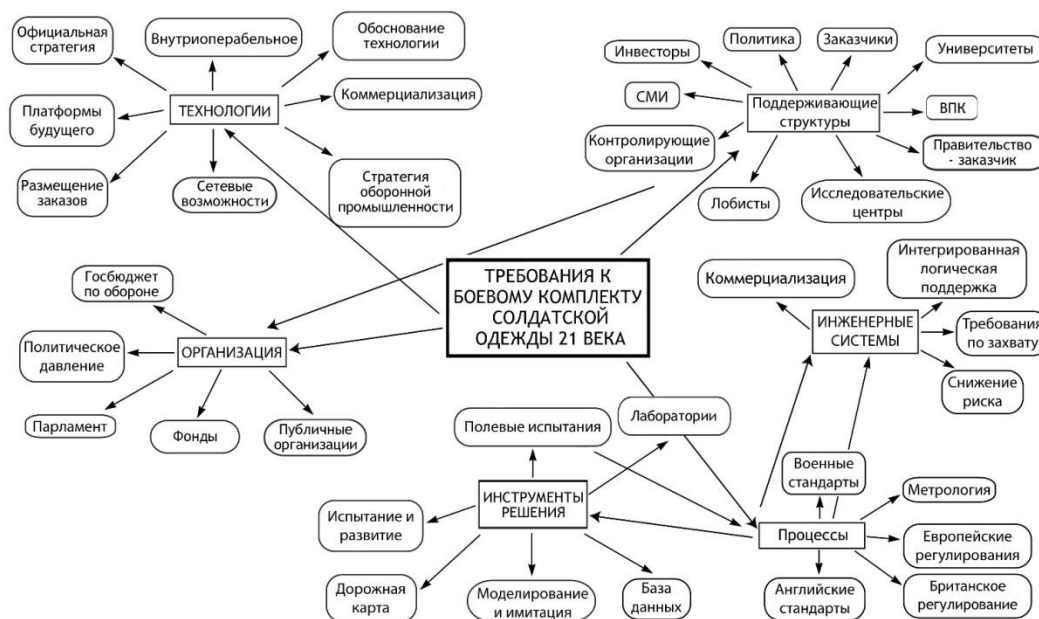 Официальная
стратегия
Внутриоперабельное
Обоснование
технологии
Платформы
будущего
ТЕХНОЛОГИИ
Коммерциализация
Размещение
заказов
Сетевые
возможности
Стратегия
оборонной
промышленности
Инвесторы
Политика
Заказчики
Университеты
СМИ
Поддерживающие
структуры
ВПК
Контролирующие
организации
Правительство
- заказчик
Лобисты
Исследовательские
центры
ТРЕБОВАНИЯ К
БОЕВОМУ КОМПЛЕКТУ
СОЛДАТСКОЙ
ОДЕЖДЫ 21 ВЕКА
Госбюджет
по обороне
Политическое
давление
ОРГАНИЗАЦИЯ
Парламент
Фонды
Публичные
организации
Коммерциализация
Интегрированная
логическая
поддержка
ИНЖЕНЕРНЫЕ
СИСТЕМЫ
Требования
по захвату
Снижение
риска
Полевые испытания
Лаборатории
Испытание и
развитие
ИНСТРУМЕНТЫ
РЕШЕНИЯ
Дорожная
карта
Моделирование
и имитация
База
данных
Военные
стандарты
Метрология
Процессы
Европейские
регулирования
Английские
стандарты
Британское
регулирование